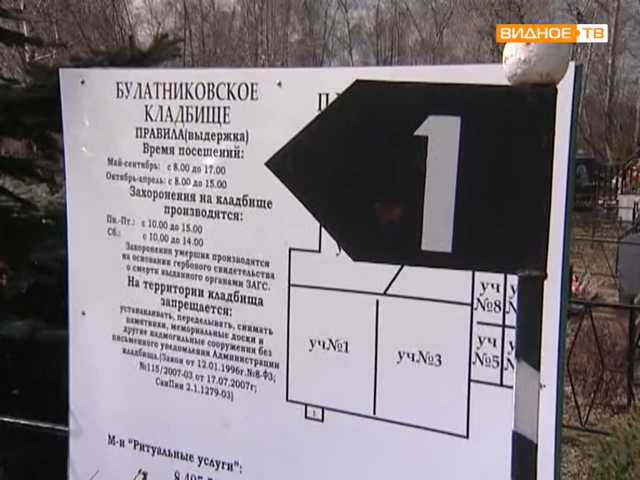 ВИДНОЕ ТВ
БУЛАТНИКОВСКОЕ
КЛАДБИЩЕ
ПРАВИЛА(выдержка)
Время посещений:
Май-сентябрь: с 8.00 до 17.00
Октябрь-апрель: с 8.00 до 15.00
Захоронения на кладбище
производятся:
Пн.-Пт.: с 10.00 до 15.00
Сб.: с 10.00 до 14.00
Захоронения умерших производятся
на основании гербового свидетельства
о смерти выданного органами ЗАГС.
На территории кладбища
запрещается:
устанавливать, переделывать, снимать
памятники, мемориальные доски и
другие надмогильные сооружения без
письменного уведомления Администрации
кладбища.(Закон от 12.01.1996г.№8-ФЗ;
№115/2007-03 от 17.07.2007г;
СанПин 2.1.1279-03)
М-н "Ритуальные услуги":
1
уч№1
уч№3
уч
№8
уч
№5